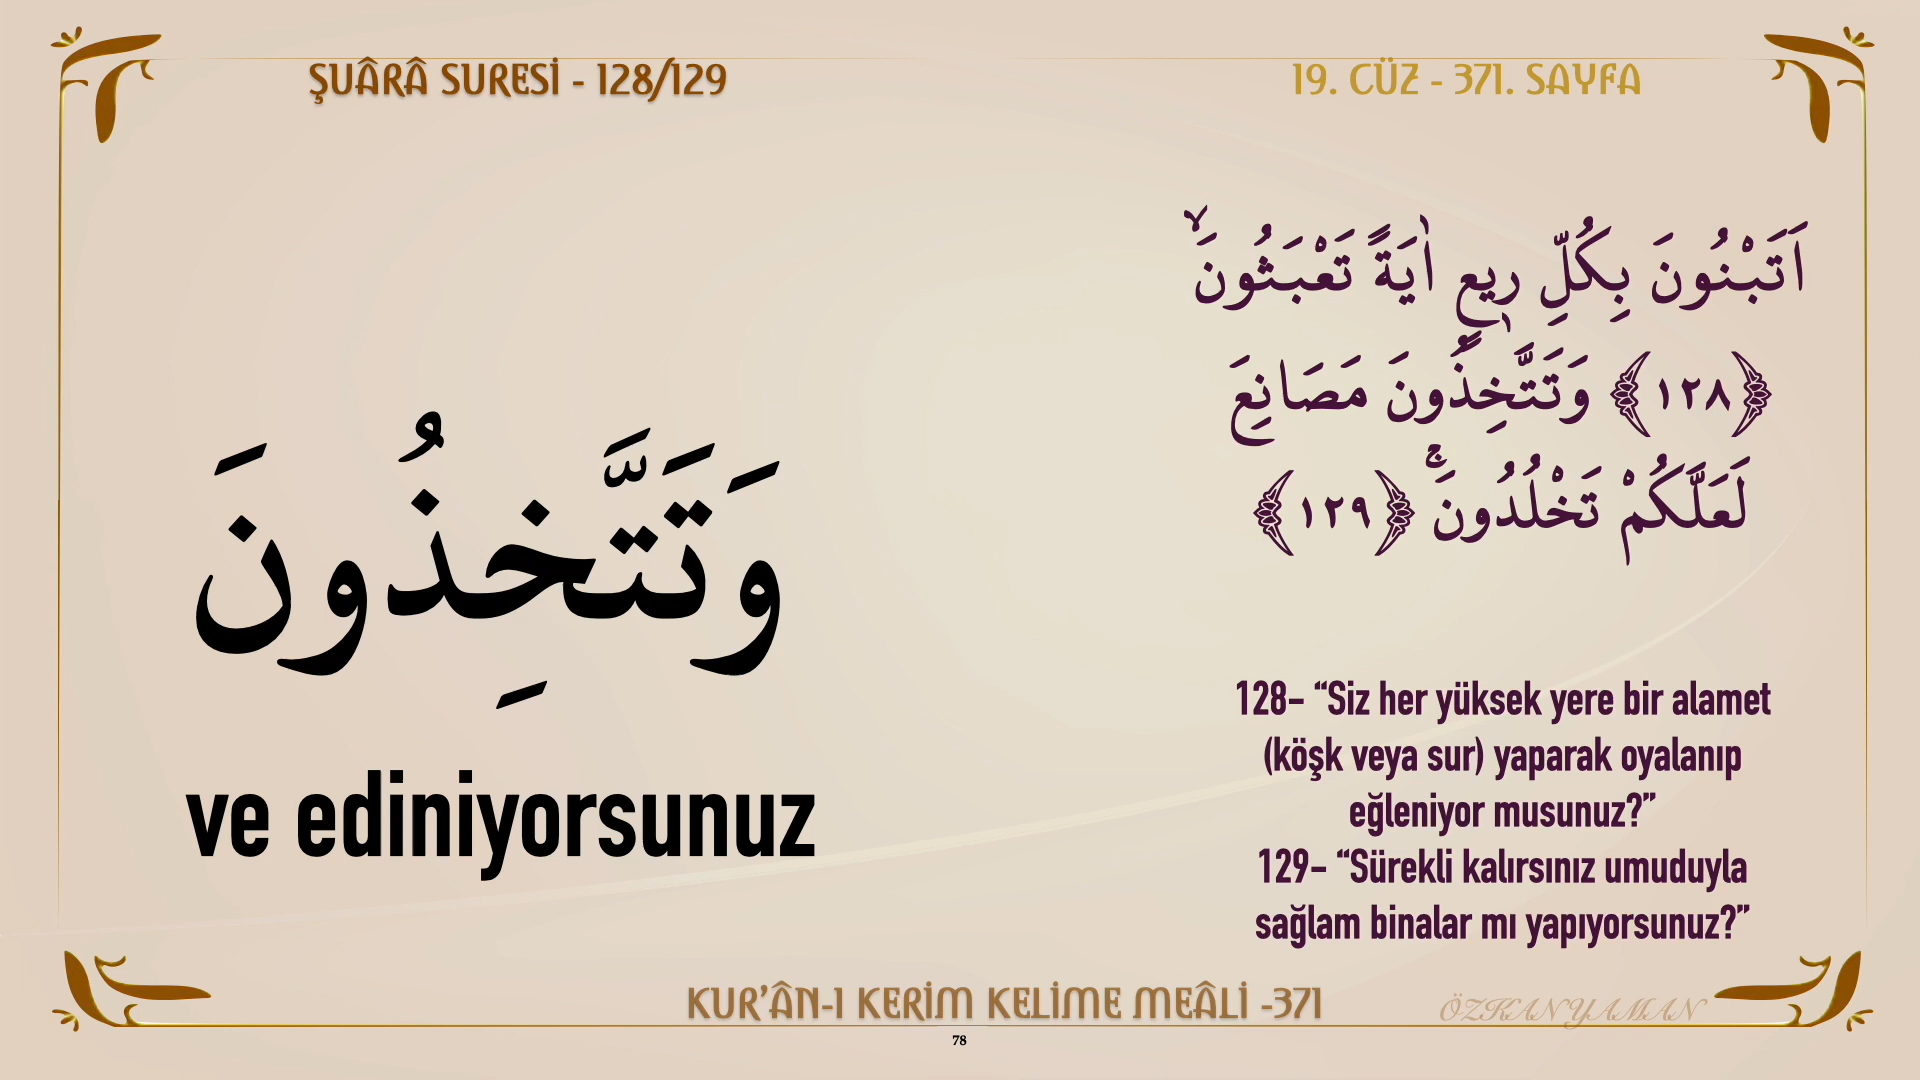 ŞUÂRÂ SURESİ - 128/129
19. CÜZ - 371. SAYFA
اَتَبْنُونَ بِكُلِّ رٖيعٍ اٰيَةً تَعْبَثُونَۙ
﴿١٢٨﴾ وَتَتَّخِذُونَ مَصَانِعَ
لَعَلَّكُمْ تَخْلُدُونَۚ ﴿١٢٩﴾
وَتَتَّخِذُونَ
ve ediniyorsunuz
128– “Siz her yüksek yere bir alamet
(köşk veya sur) yaparak oyalanıp
eğleniyor musunuz?”
129– “Sürekli kalırsınız umuduyla
sağlam binalar mı yapıyorsunuz?”
KUR’ÂN-I KERİM KELİME MEÂLİ -371
ÖZKAN YAMAN
78